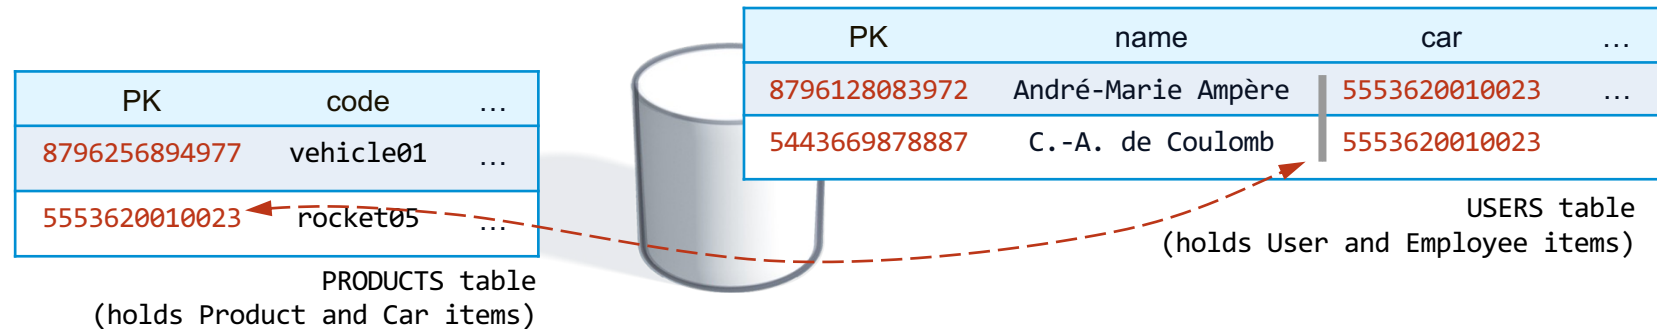 PK code …
8796256894977 vehicle01 …
5553620010023 rocket05 …
PRODUCTS table
(holds Product and Car items)
PK name car …
8796128083972 André-Marie Ampère 5553620010023 …
5443669878887 C.-A. de Coulomb 5553620010023
USERS table
(holds User and Employee items)